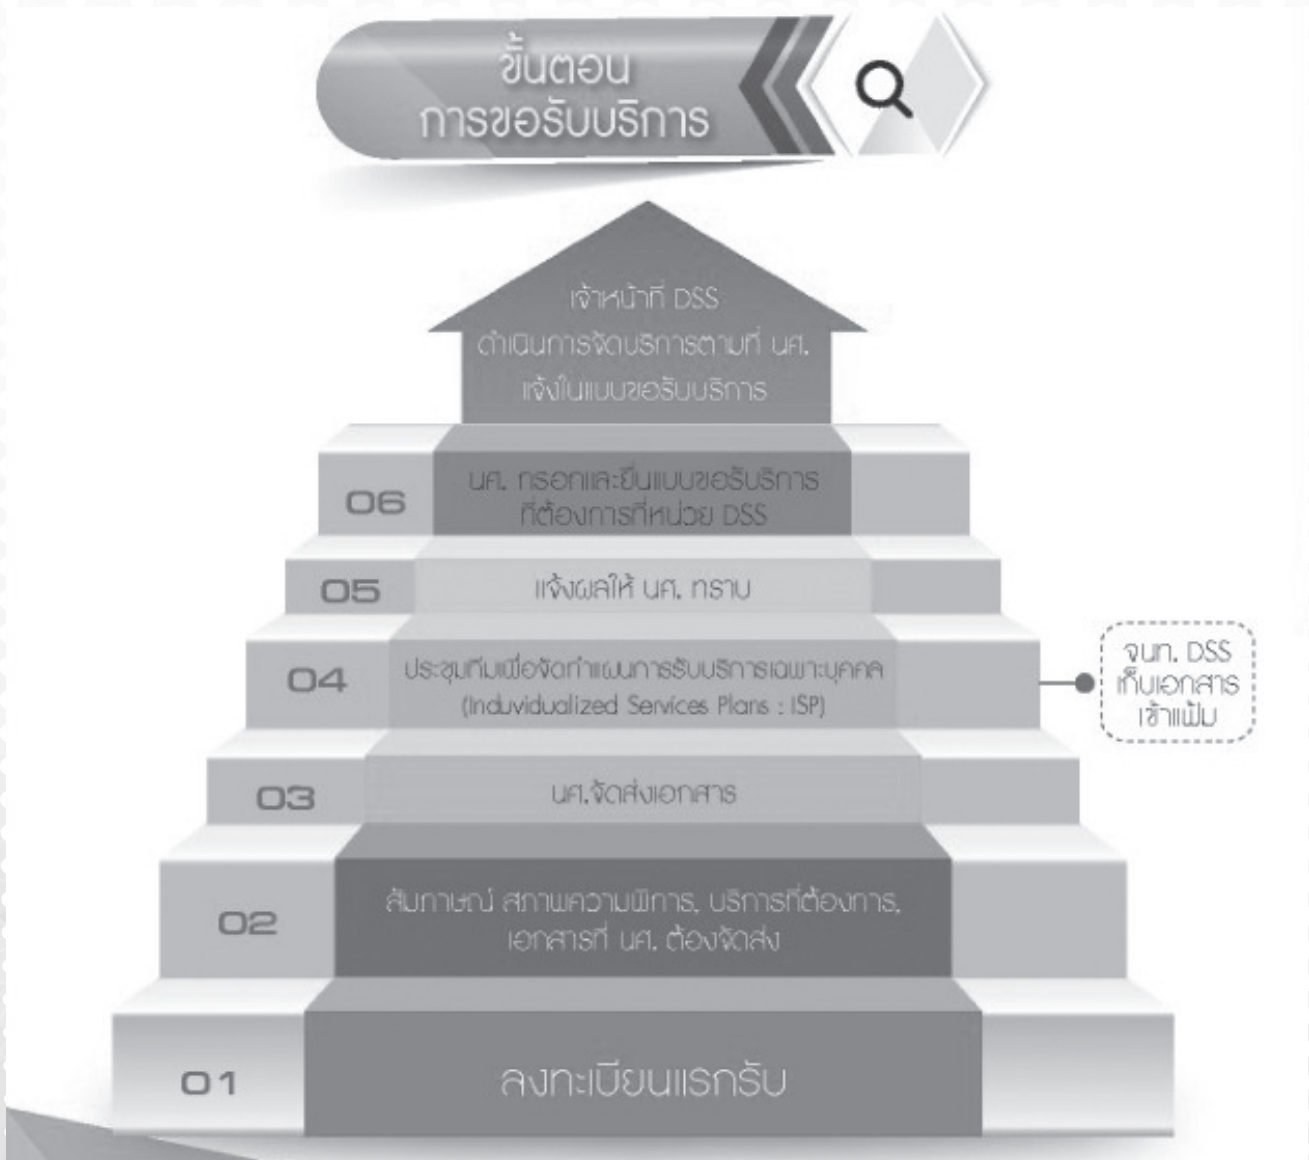 ขั้นตอน
การขอรับบริการ
เจ้าหน้าที่ DSS
ดำเนินการจัดบริการตามที่ นศ.
แจ้งในแบบขอรับบริการ
06
นศ. กรอกและยื่นแบบขอรับริการ
ที่ต้องการที่หน่วย DSS
05
แจ้งผลให้ นศ. ทราบ
04
ประชุมทีมเพื่อจัดทำแผนการรับบริการเฉพาะบุคคล
(Induvidualized Services Plans : ISP)
จนท. DSS
เก็บเอกสาร
เข้าแฟ้ม
03
นศ.จัดส่งเอกสาร
02
สัมภาษณ์ สภาพความพิการ, บริการที่ต้องการ,
เอกสารที่ นศ. ต้องจัดส่ง
01
ลงทะเบียนแรกรับ